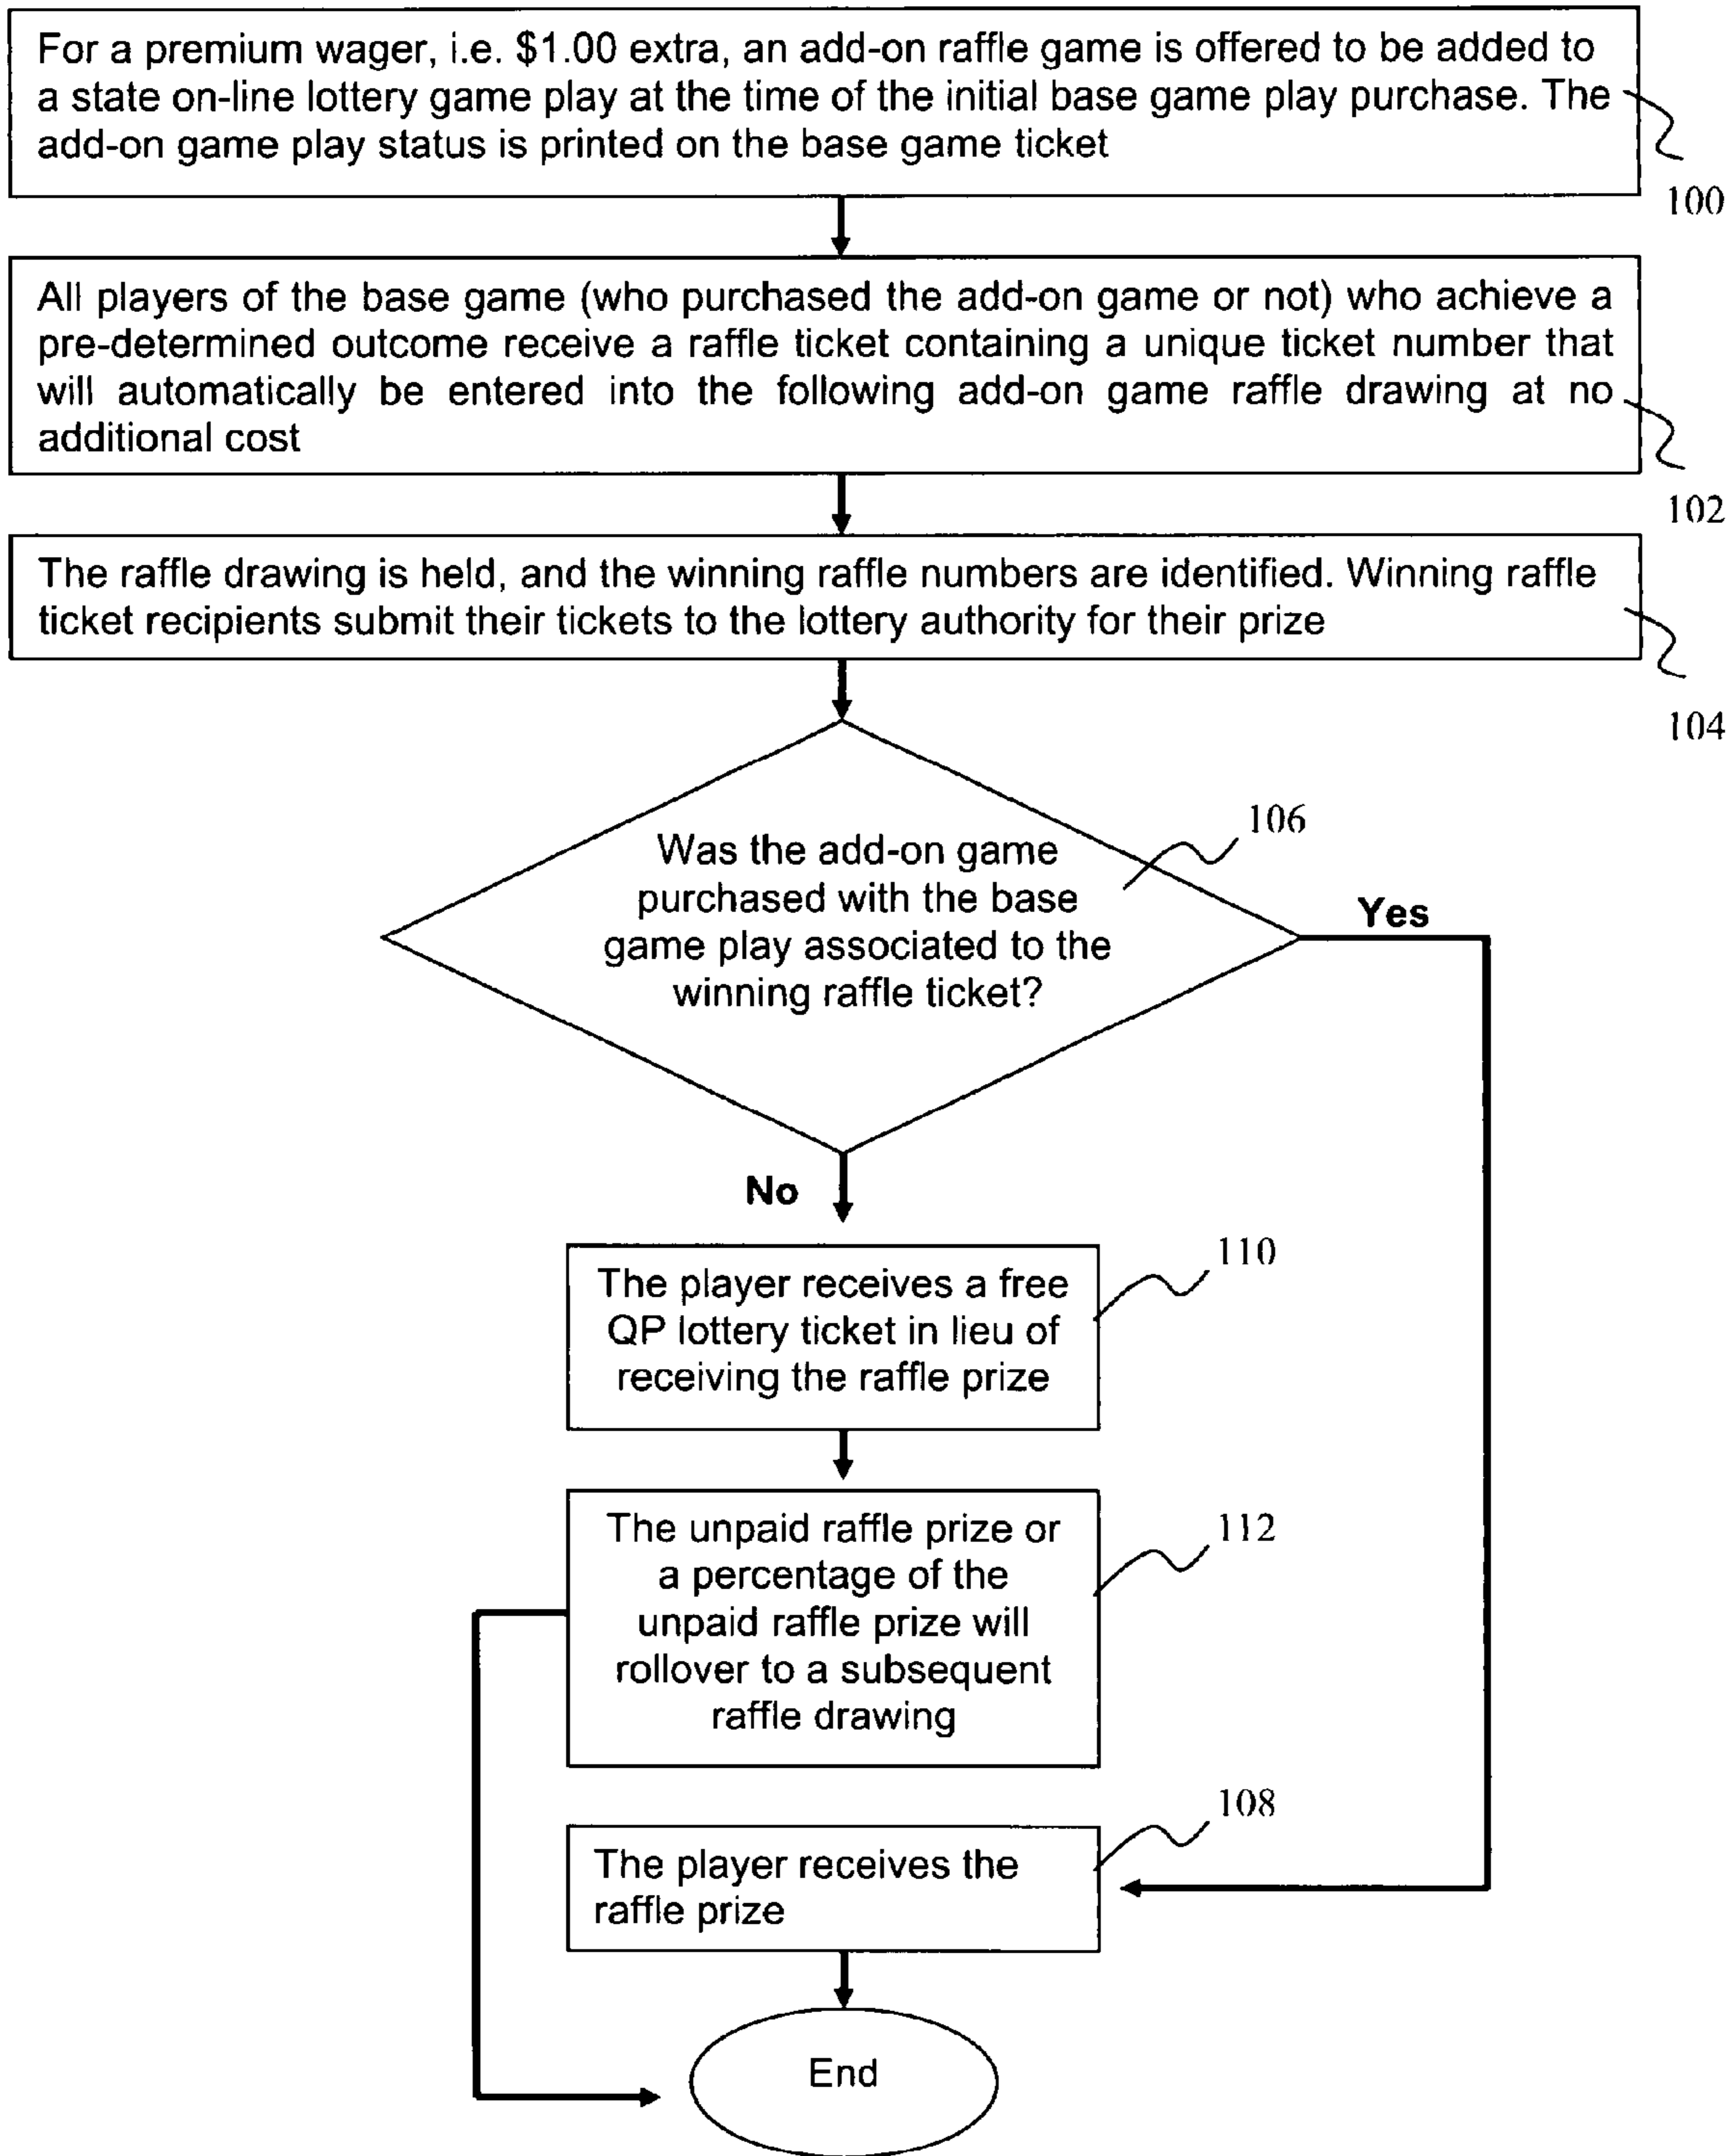 For a premium wager, i.e. $1.00 extra, an add-on raffle game is offered to be added to
a state on-line lottery game play at the time of the initial base game play purchase. The
add-on game play status is printed on the base game ticket
100
All players of the base game (who purchased the add-on game or not) who achieve a
pre-determined outcome receive a raffle ticket containing a unique ticket number that
will automatically be entered into the following add-on game raffle drawing at no
additional cost
102
The raffle drawing is held, and the winning raffle numbers are identified. Winning raffle
ticket recipients submit their tickets to the lottery authority for their prize
104
106
Was the add-on game
purchased with the base
game play associated to the
winning raffle ticket?
Yes
No
110
The player receives a free
QP lottery ticket in lieu of
receiving the raffle prize
112
The unpaid raffle prize or
a percentage of the
unpaid raffle prize will
rollover to a subsequent
raffle drawing
108
The player receives the
raffle prize
End